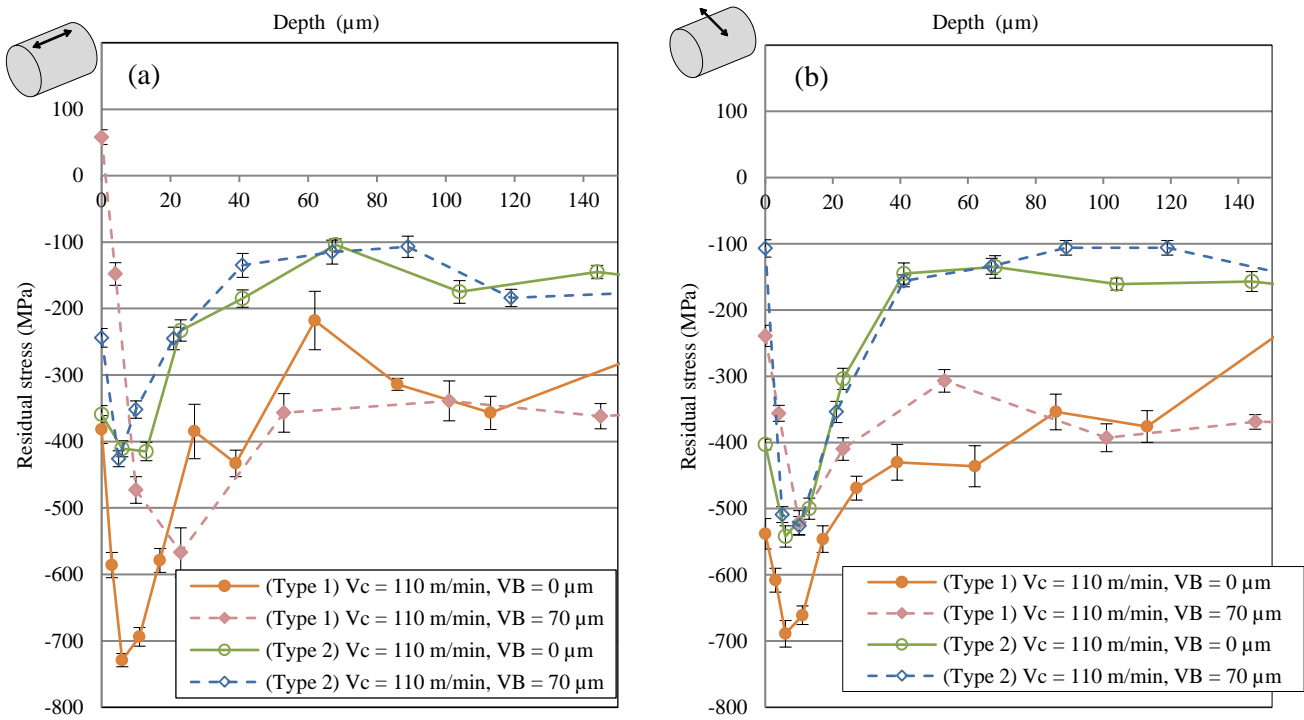 Depth (µm)
(a)
100
0
0 20 40 60 80 100 120 140
-100
-200
-300
-400
-500
-600
-700
-800
Residual stress (MPa)
(Type 1) Vc = 110 m/min, VB = 0 µm
(Type 1) Vc = 110 m/min, VB = 70 µm
(Type 2) Vc = 110 m/min, VB = 0 µm
(Type 2) Vc = 110 m/min, VB = 70 µm
Depth (µm)
(b)
100
0
0 20 40 60 80 100 120 140
-100
-200
-300
-400
-500
-600
-700
-800
Residual stress (MPa)
(Type 1) Vc = 110 m/min, VB = 0 µm
(Type 1) Vc = 110 m/min, VB = 70 µm
(Type 2) Vc = 110 m/min, VB = 0 µm
(Type 2) Vc = 110 m/min, VB = 70 µm